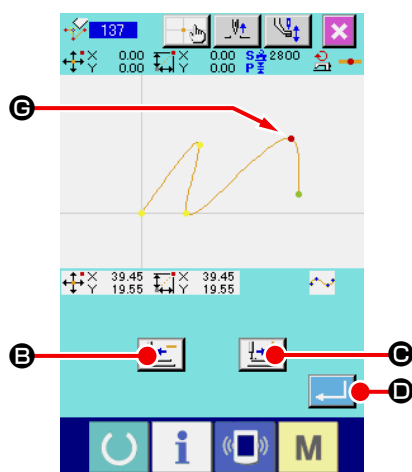 137
X 0.00 X 0.00 S 2800
Y 0.00 Y 0.00 P
G
X 39.45 X 39.45
Y 19.55 Y 19.55
B
C
D
i M